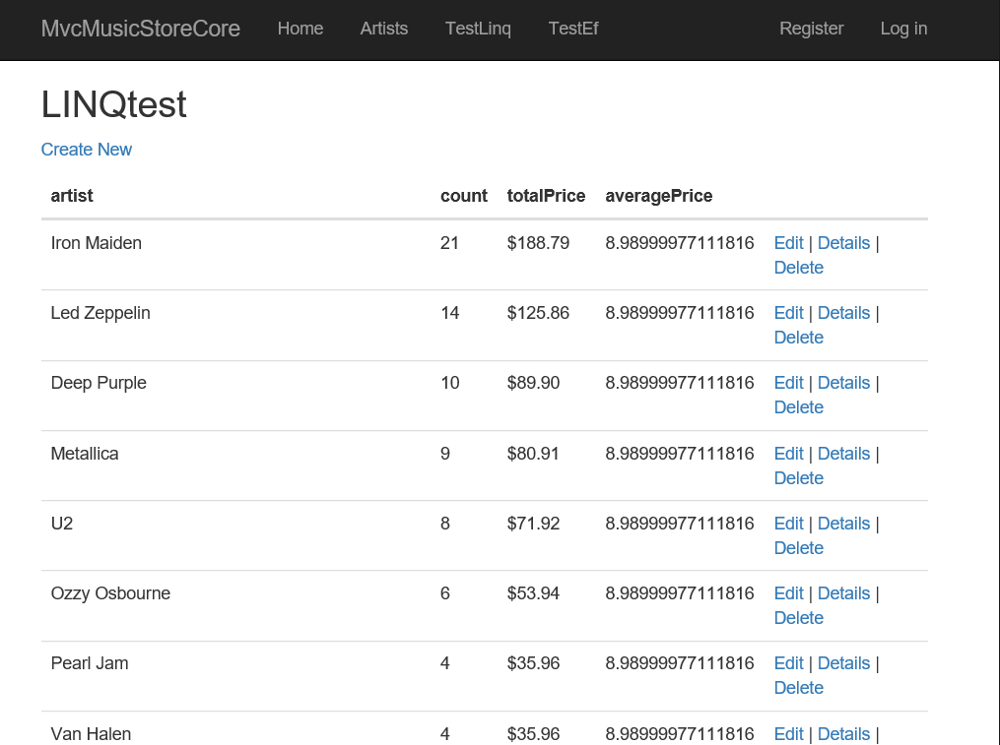 MvcMusicStoreCore Home Artists TestLinq TestEf Register Log in
LINQtest
Create New
artist count totalPrice averagePrice
Iron Maiden 21 $188.79 8.98999977111816 Edit | Details |
Delete
Led Zeppelin 14 $125.86 8.98999977111816 Edit | Details |
Delete
Deep Purple 10 $89.90 8.98999977111816 Edit | Details |
Delete
Metallica 9 $80.91 8.98999977111816 Edit | Details |
Delete
U2 8 $71.92 8.98999977111816 Edit | Details |
Delete
Ozzy Osbourne 6 $53.94 8.98999977111816 Edit | Details |
Delete
Pearl Jam 4 $35.96 8.98999977111816 Edit | Details |
Delete
Van Halen 4 $35.96 8.98999977111816 Edit | Details |